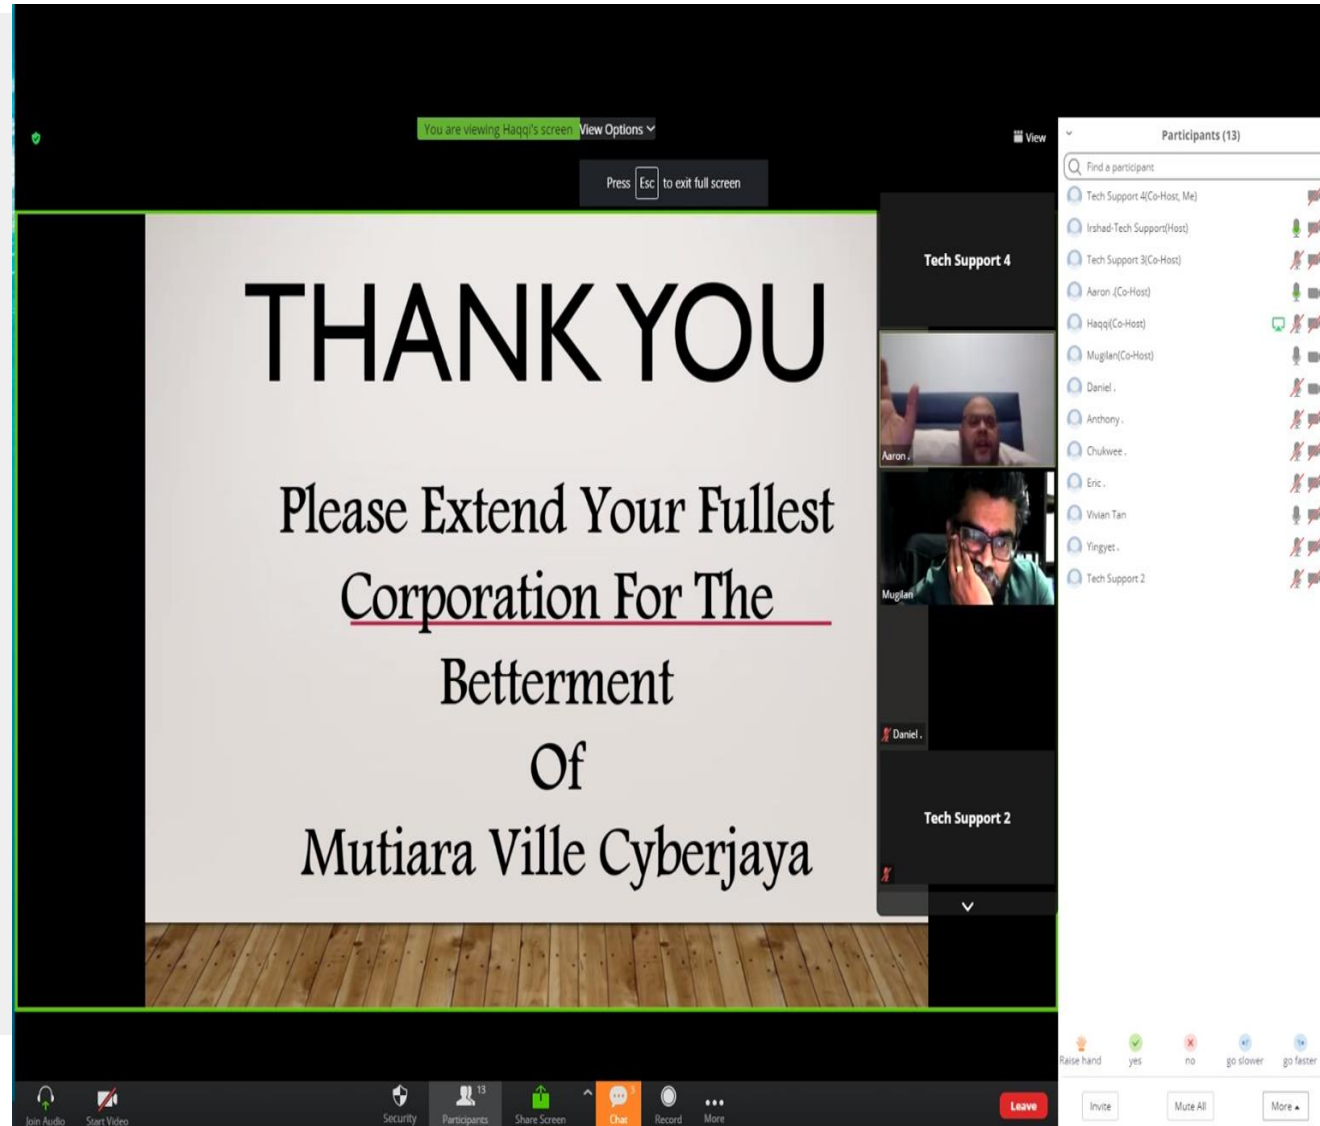 You are viewing Haqqi's screen
View Options
View
Press Esc to exit full screen
THANK YOU
Please Extend Your Fullest
Corporation For The
Betterment
Of
Mutiara Ville Cyberjaya
Tech Support 4
Aaron .
Mugilan
Daniel .
Tech Support 2
Participants (13)
Find a participant
Tech Support 4(Co-Host, Me)
Irshad-Tech Support(Host)
Tech Support 3(Co-Host)
Aaron .(Co-Host)
Haqqi(Co-Host)
Mugilan(Co-Host)
Daniel .
Anthony .
Chukwee .
Eric .
Vivian Tan
Yingyet .
Tech Support 2
Raise hand yes no go slower go faster
Invite Mute All More
Join Audio Start Video Security Participants 13 Share Screen Chat 3 Record More Leave